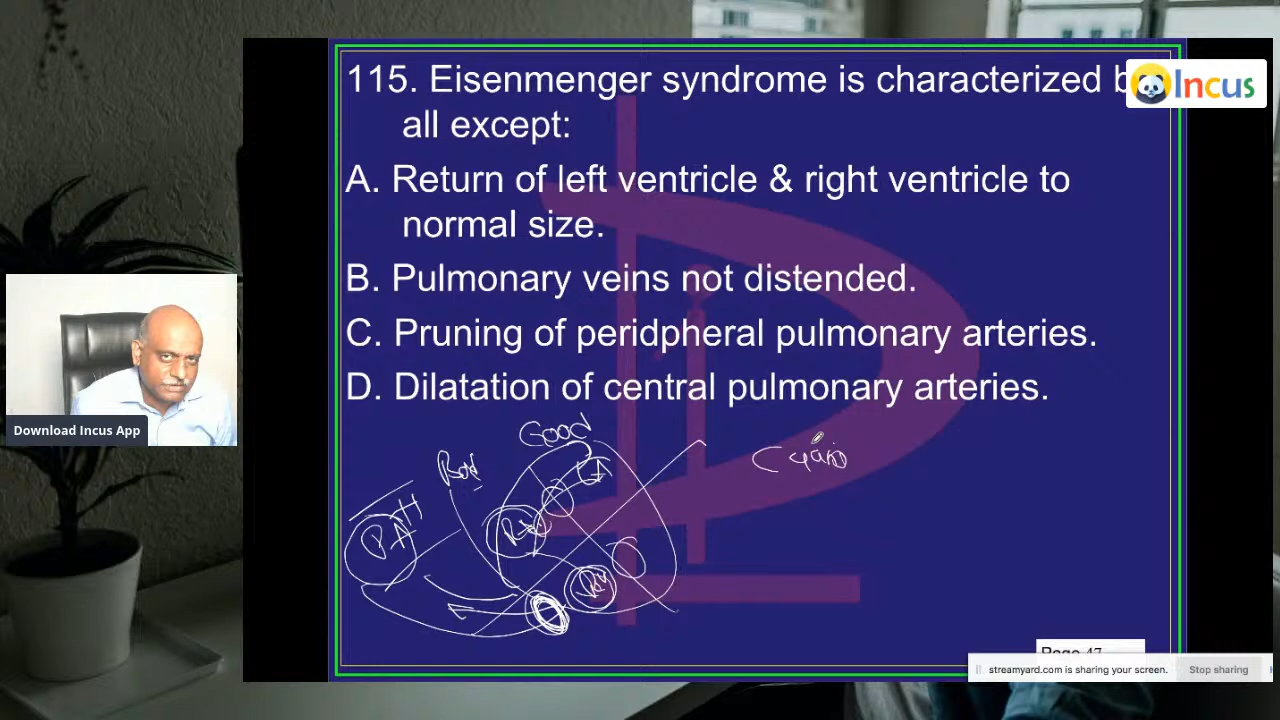 115. Eisenmenger syndrome is characterized b
Incus
all except:
A. Return of left ventricle & right ventricle to
normal size.
B. Pulmonary veins not distended.
C. Pruning of peridpheral pulmonary arteries.
D. Dilatation of central pulmonary arteries.
Download Incus App
Good
PAH
streamyard.com is sharing your screen.
Stop sharing